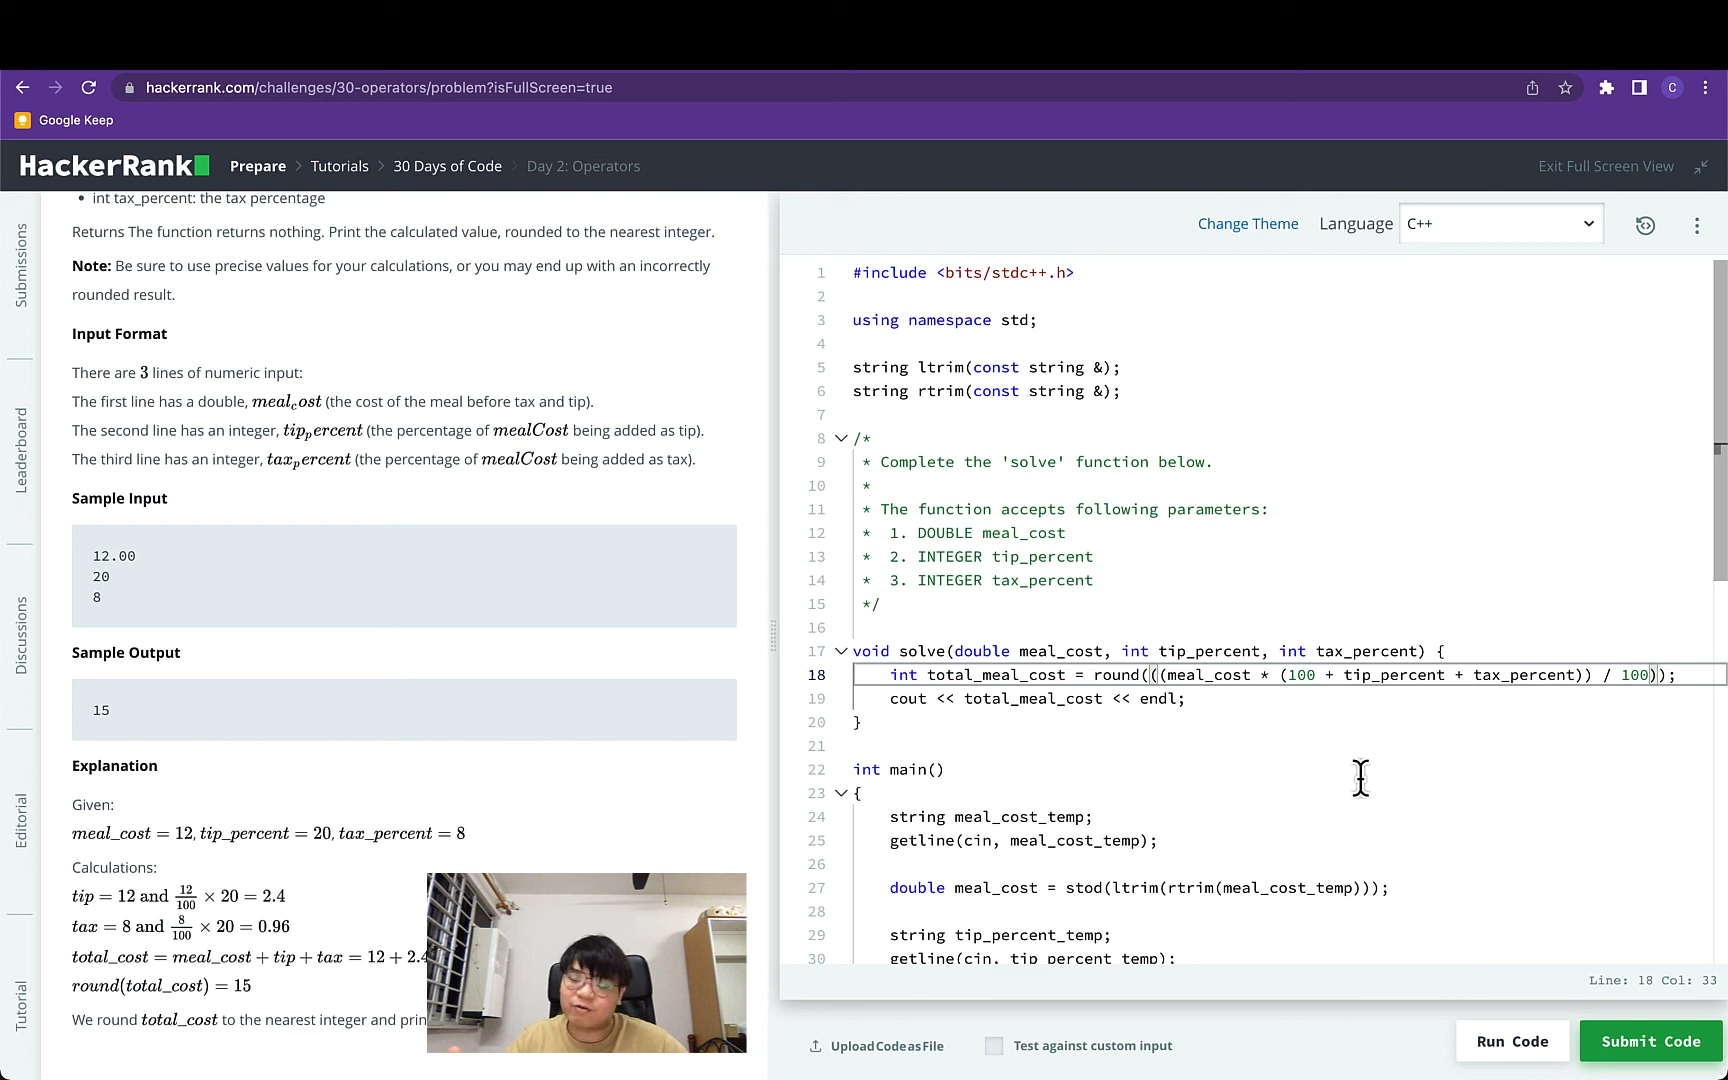 hackerrank.com/challenges/30-operators/problem?isFullScreen=true
C
Google Keep
HackerRank
Prepare > Tutorials > 30 Days of Code > Day 2: Operators
Exit Full Screen View
Submissions
Leaderboard
Discussions
Editorial
Tutorial
• int tax_percent: the tax percentage
Returns The function returns nothing. Print the calculated value, rounded to the nearest integer.
Note: Be sure to use precise values for your calculations, or you may end up with an incorrectly
rounded result.
Input Format
There are 3 lines of numeric input:
The first line has a double, meal_cost (the cost of the meal before tax and tip).
The second line has an integer, tip_percent (the percentage of mealCost being added as tip).
The third line has an integer, tax_percent (the percentage of mealCost being added as tax).
Sample Input
12.00
20
8
Sample Output
15
Explanation
Given:
meal_cost = 12, tip_percent = 20, tax_percent = 8
Calculations:
tip = 12 and 12/100 × 20 = 2.4
tax = 8 and 8/100 × 20 = 0.96
total_cost = meal_cost + tip + tax = 12 + 2.4
round(total_cost) = 15
We round total_cost to the nearest integer and prin
Change Theme
Language
C++
1 #include <bits/stdc++.h>
2
3 using namespace std;
4
5 string ltrim(const string &);
6 string rtrim(const string &);
7
8 /*
9 * Complete the 'solve' function below.
10 *
11 * The function accepts following parameters:
12 * 1. DOUBLE meal_cost
13 * 2. INTEGER tip_percent
14 * 3. INTEGER tax_percent
15 */
16
17 void solve(double meal_cost, int tip_percent, int tax_percent) {
18 int total_meal_cost = round(((meal_cost * (100 + tip_percent + tax_percent)) / 100));
19 cout << total_meal_cost << endl;
20 }
21
22 int main()
23 {
24 string meal_cost_temp;
25 getline(cin, meal_cost_temp);
26
27 double meal_cost = stod(ltrim(rtrim(meal_cost_temp)));
28
29 string tip_percent_temp;
30 getline(cin, tip_percent_temp);
Line: 18 Col: 33
Upload Code as File
Test against custom input
Run Code
Submit Code